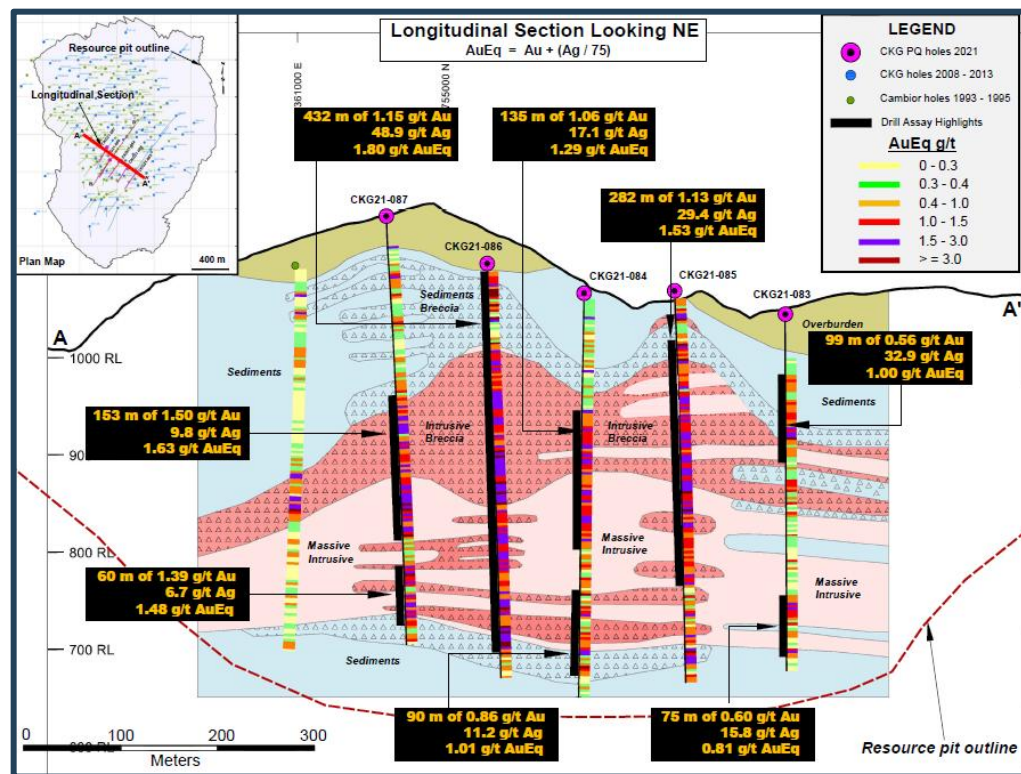 Longitudinal Section Looking NE
AuEq = Au + (Ag / 75)
Resource pit outline
Longitudinal Section
A
A'
Plan Map
400 m
361000 E
755000 N
LEGEND
CKG PQ holes 2021
CKG holes 2008 - 2013
Cambior holes 1993 - 1995
Drill Assay Highlights
AuEq g/t
0 - 0.3
0.3 - 0.4
0.4 - 1.0
1.0 - 1.5
1.5 - 3.0
> = 3.0
432 m of 1.15 g/t Au
48.9 g/t Ag
1.80 g/t AuEq
135 m of 1.06 g/t Au
17.1 g/t Ag
1.29 g/t AuEq
282 m of 1.13 g/t Au
29.4 g/t Ag
1.53 g/t AuEq
CKG21-087
CKG21-086
CKG21-084
CKG21-085
CKG21-083
A
A'
1000 RL
900 RL
800 RL
700 RL
Sediments
Sediments
Breccia
Overburden
99 m of 0.56 g/t Au
32.9 g/t Ag
1.00 g/t AuEq
Sediments
153 m of 1.50 g/t Au
9.8 g/t Ag
1.63 g/t AuEq
Intrusive
Breccia
Intrusive
Breccia
Massive
Intrusive
Massive
Intrusive
Massive
Intrusive
60 m of 1.39 g/t Au
6.7 g/t Ag
1.48 g/t AuEq
Sediments
90 m of 0.86 g/t Au
11.2 g/t Ag
1.01 g/t AuEq
75 m of 0.60 g/t Au
15.8 g/t Ag
0.81 g/t AuEq
Resource pit outline
0 100 200 300
Meters